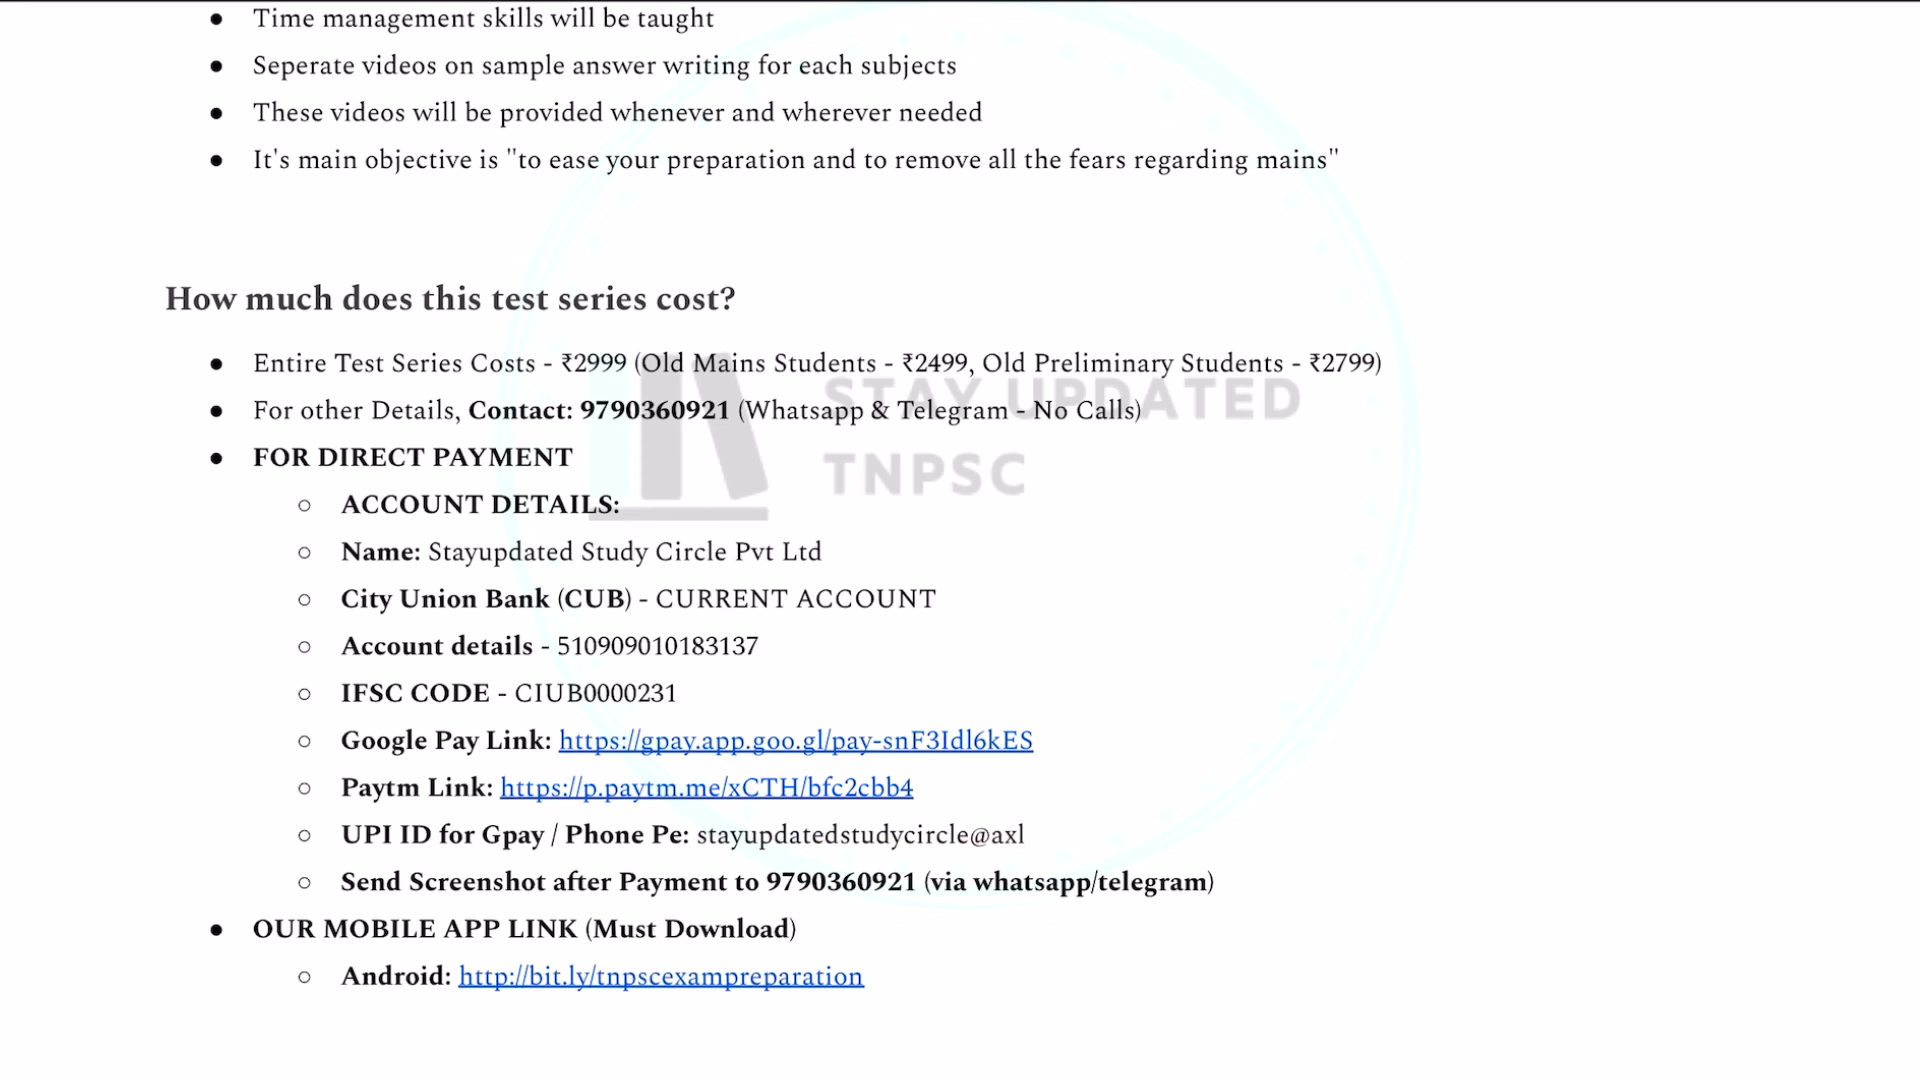 ● Time management skills will be taught
● Seperate videos on sample answer writing for each subjects
● These videos will be provided whenever and wherever needed
● It's main objective is "to ease your preparation and to remove all the fears regarding mains"
How much does this test series cost?
● Entire Test Series Costs - ₹2999 (Old Mains Students - ₹2499, Old Preliminary Students - ₹2799)
● For other Details, Contact: 9790360921 (Whatsapp & Telegram - No Calls)
STAY UPDATED
TNPSC
● FOR DIRECT PAYMENT
○ ACCOUNT DETAILS:
○ Name: Stayupdated Study Circle Pvt Ltd
○ City Union Bank (CUB) - CURRENT ACCOUNT
○ Account details - 510909010183137
○ IFSC CODE - CIUB0000231
○ Google Pay Link: https://gpay.app.goo.gl/pay-snF3Idl6kES
○ Paytm Link: https://p.paytm.me/xCTH/bfc2cbb4
○ UPI ID for Gpay / Phone Pe: stayupdatedstudycircle@axl
○ Send Screenshot after Payment to 9790360921 (via whatsapp/telegram)
● OUR MOBILE APP LINK (Must Download)
○ Android: http://bit.ly/tnpscexampreparation